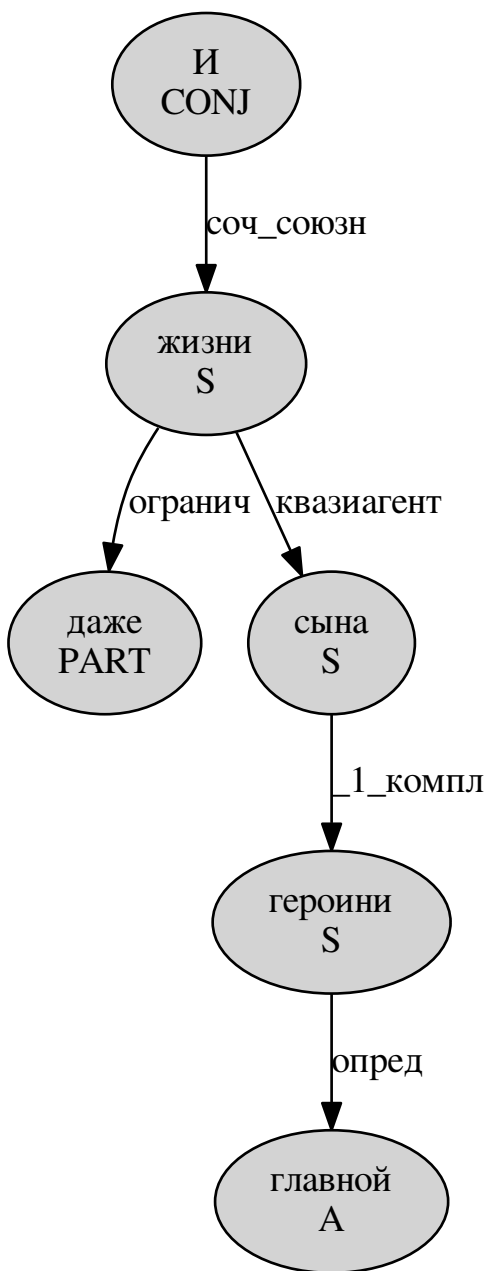 И
CONJ
соч_союзн
жизни
S
огранич
квазиагент
даже
PART
сына
S
_1_компл
героини
S
опред
главной
A